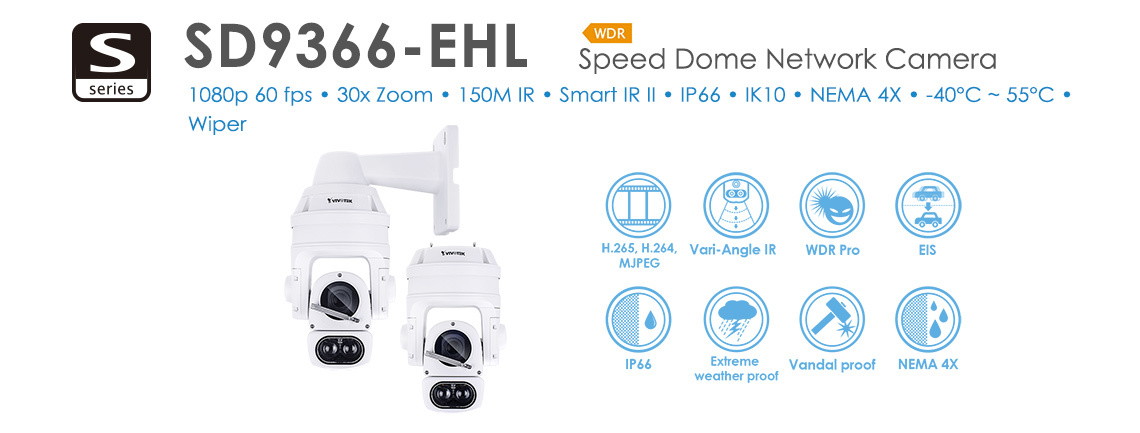 S
series
SD9366-EHL
WDR
Speed Dome Network Camera
1080p 60 fps • 30x Zoom • 150M IR • Smart IR II • IP66 • IK10 • NEMA 4X • -40°C ~ 55°C •
Wiper
VIVOTEK
VIVOTEK
H.265, H.264,
MJPEG
Vari-Angle IR
WDR Pro
EIS
IP66
Extreme
weather proof
Vandal proof
NEMA 4X